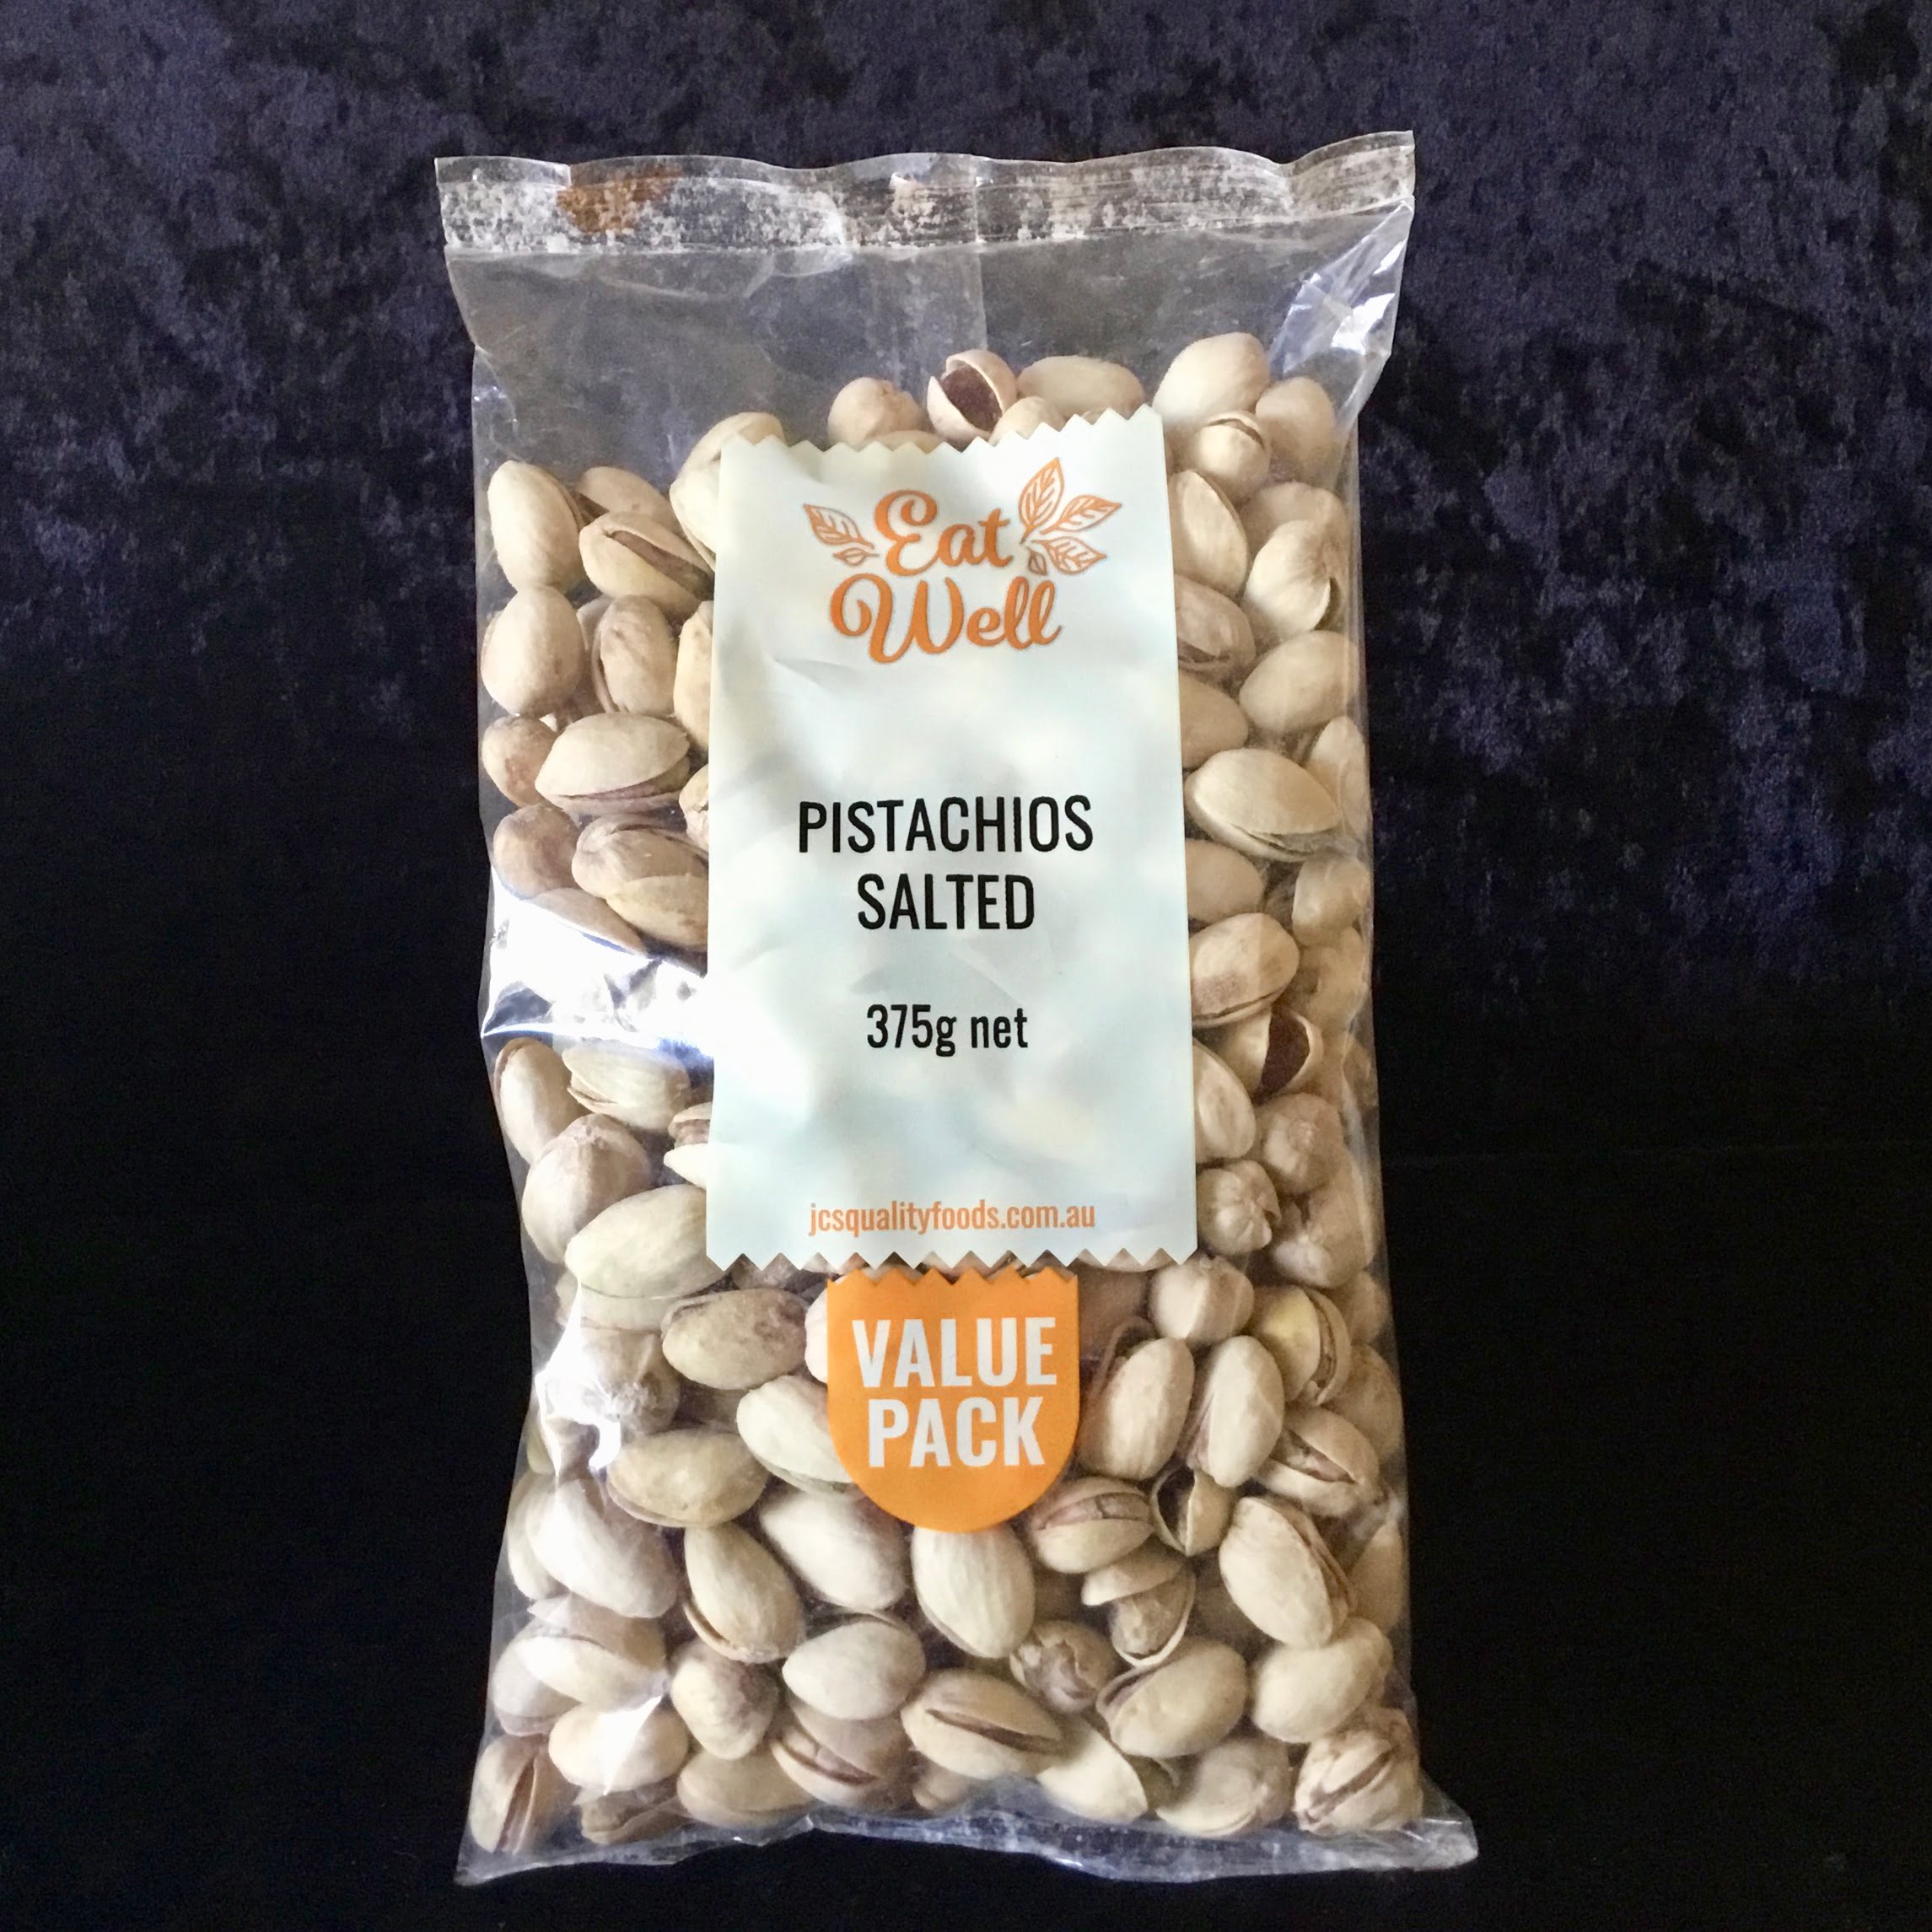 Eat
Well
PISTACHIOS
SALTED
375g net
jcsqualityfoods.com.au
VALUE
PACK